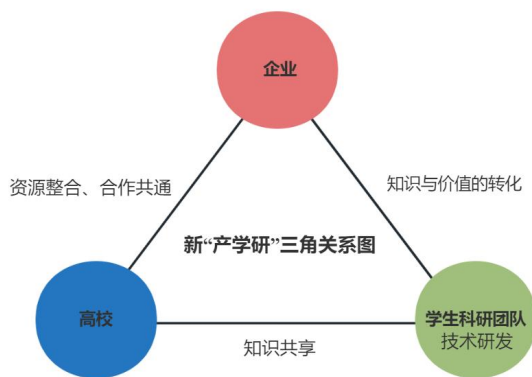 企业
资源整合、合作共通
知识与价值的转化
新“产学研”三角关系图
高校
学生科研团队
技术研发
知识共享